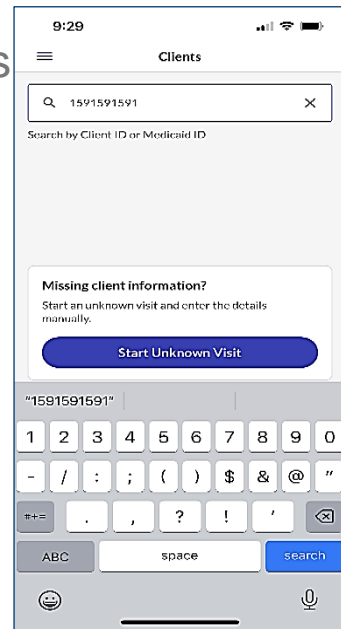 9:29
s
Clients
1591591591
Search by Client ID or Medicaid ID
Missing client information?
Start an unknown visit and enter the details
manually.
Start Unknown Visit
"1591591591"
1 2 3 4 5 6 7 8 9 0
- / : ; ( ) $ & @ "
#+= . , ? ! '
ABC space search